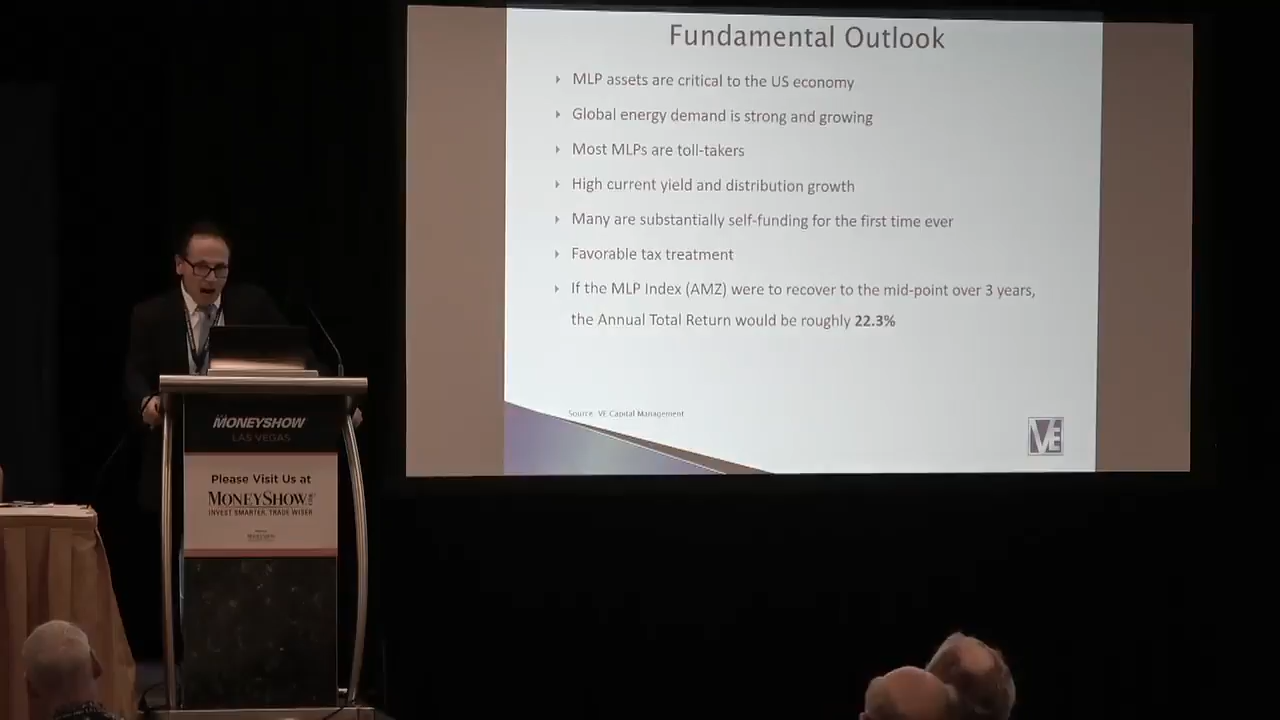 Fundamental Outlook
MLP assets are critical to the US economy
Global energy demand is strong and growing
Most MLPs are toll-takers
High current yield and distribution growth
Many are substantially self-funding for the first time ever
Favorable tax treatment
If the MLP Index (AMZ) were to recover to the mid-point over 3 years,
the Annual Total Return would be roughly 22.3%
Source: VE Capital Management
VE
MONEYSHOW
LAS VEGAS
Please Visit Us at
MONEYSHOW
INVEST SMARTER, TRADE WISER